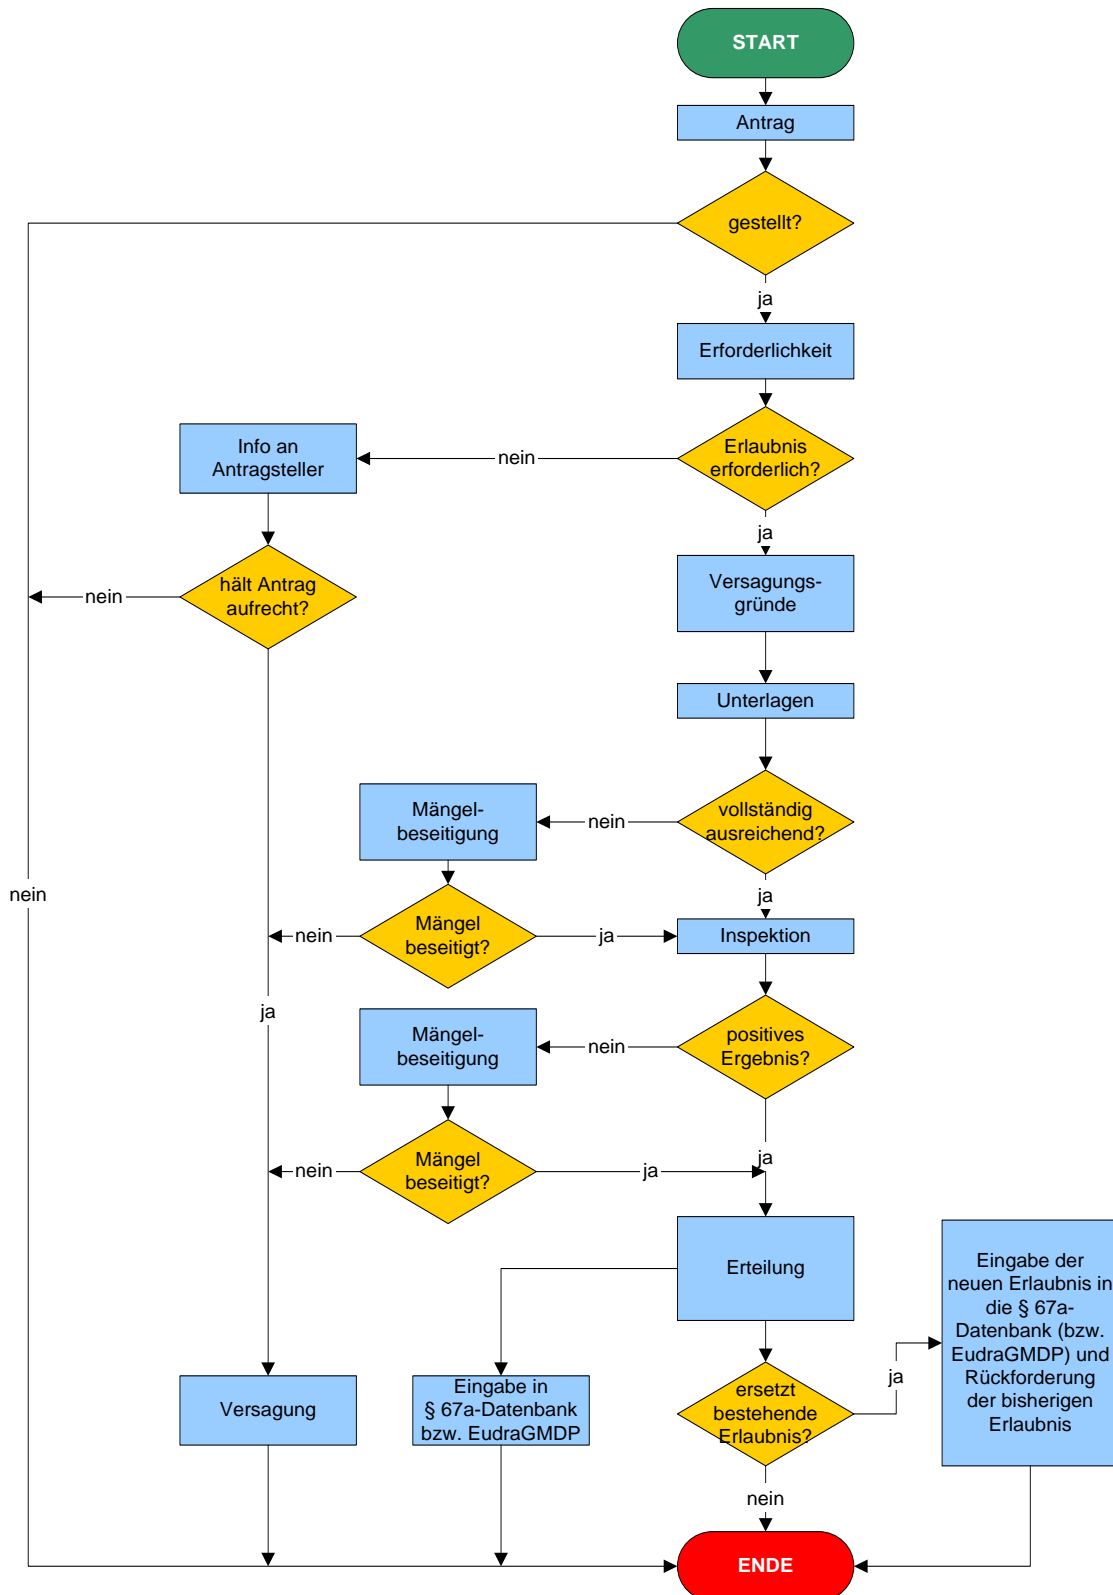 START
Antrag
gestellt?
ja
Erforderlichkeit
Erlaubnis
erforderlich?
nein
Info an
Antragsteller
ja
hält Antrag
aufrecht?
nein
Versagungs-
gründe
Unterlagen
vollständig
ausreichend?
nein
Mängel-
beseitigung
nein
ja
Mängel
beseitigt?
nein
ja
Inspektion
ja
positives
Ergebnis?
nein
Mängel-
beseitigung
Mängel
beseitigt?
nein
ja
ja
Erteilung
Eingabe der
neuen Erlaubnis in
die § 67a-
Datenbank (bzw.
EudraGMDP) und
Rückforderung
der bisherigen
Erlaubnis
ja
ersetzt
bestehende
Erlaubnis?
Eingabe in
§ 67a-Datenbank
bzw. EudraGMDP
Versagung
nein
ENDE